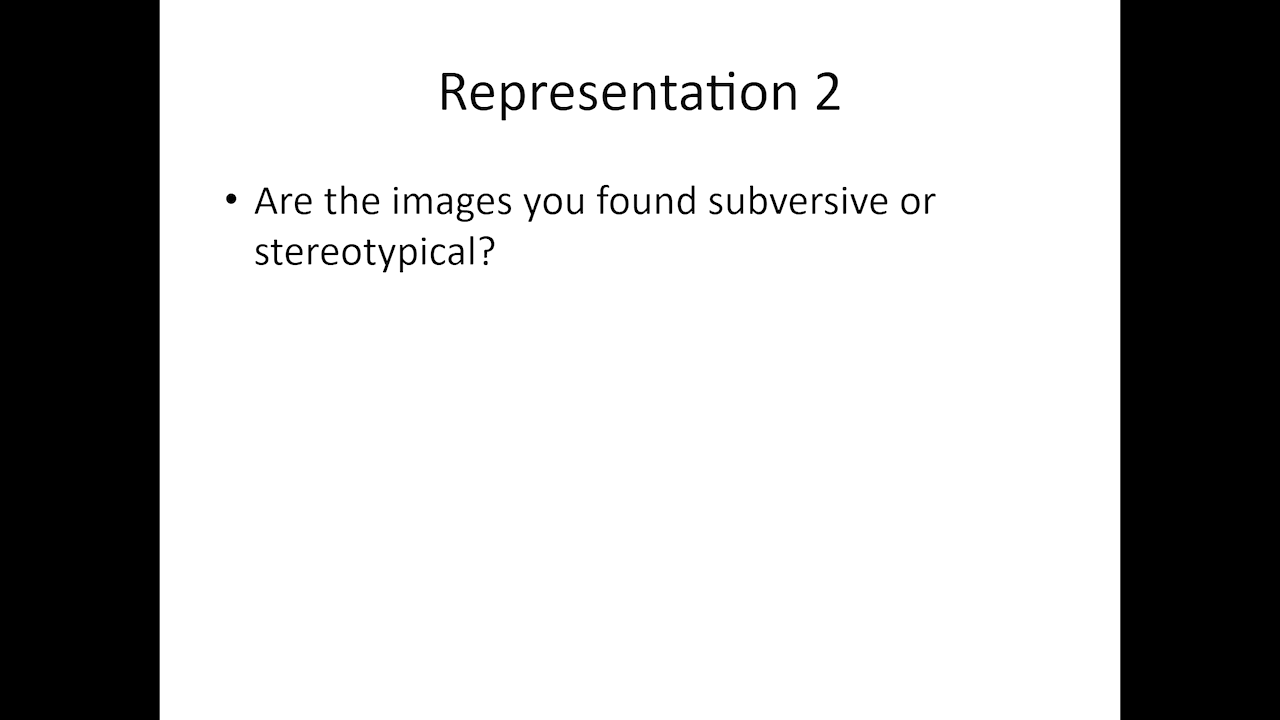 Representation 2
• Are the images you found subversive or
stereotypical?